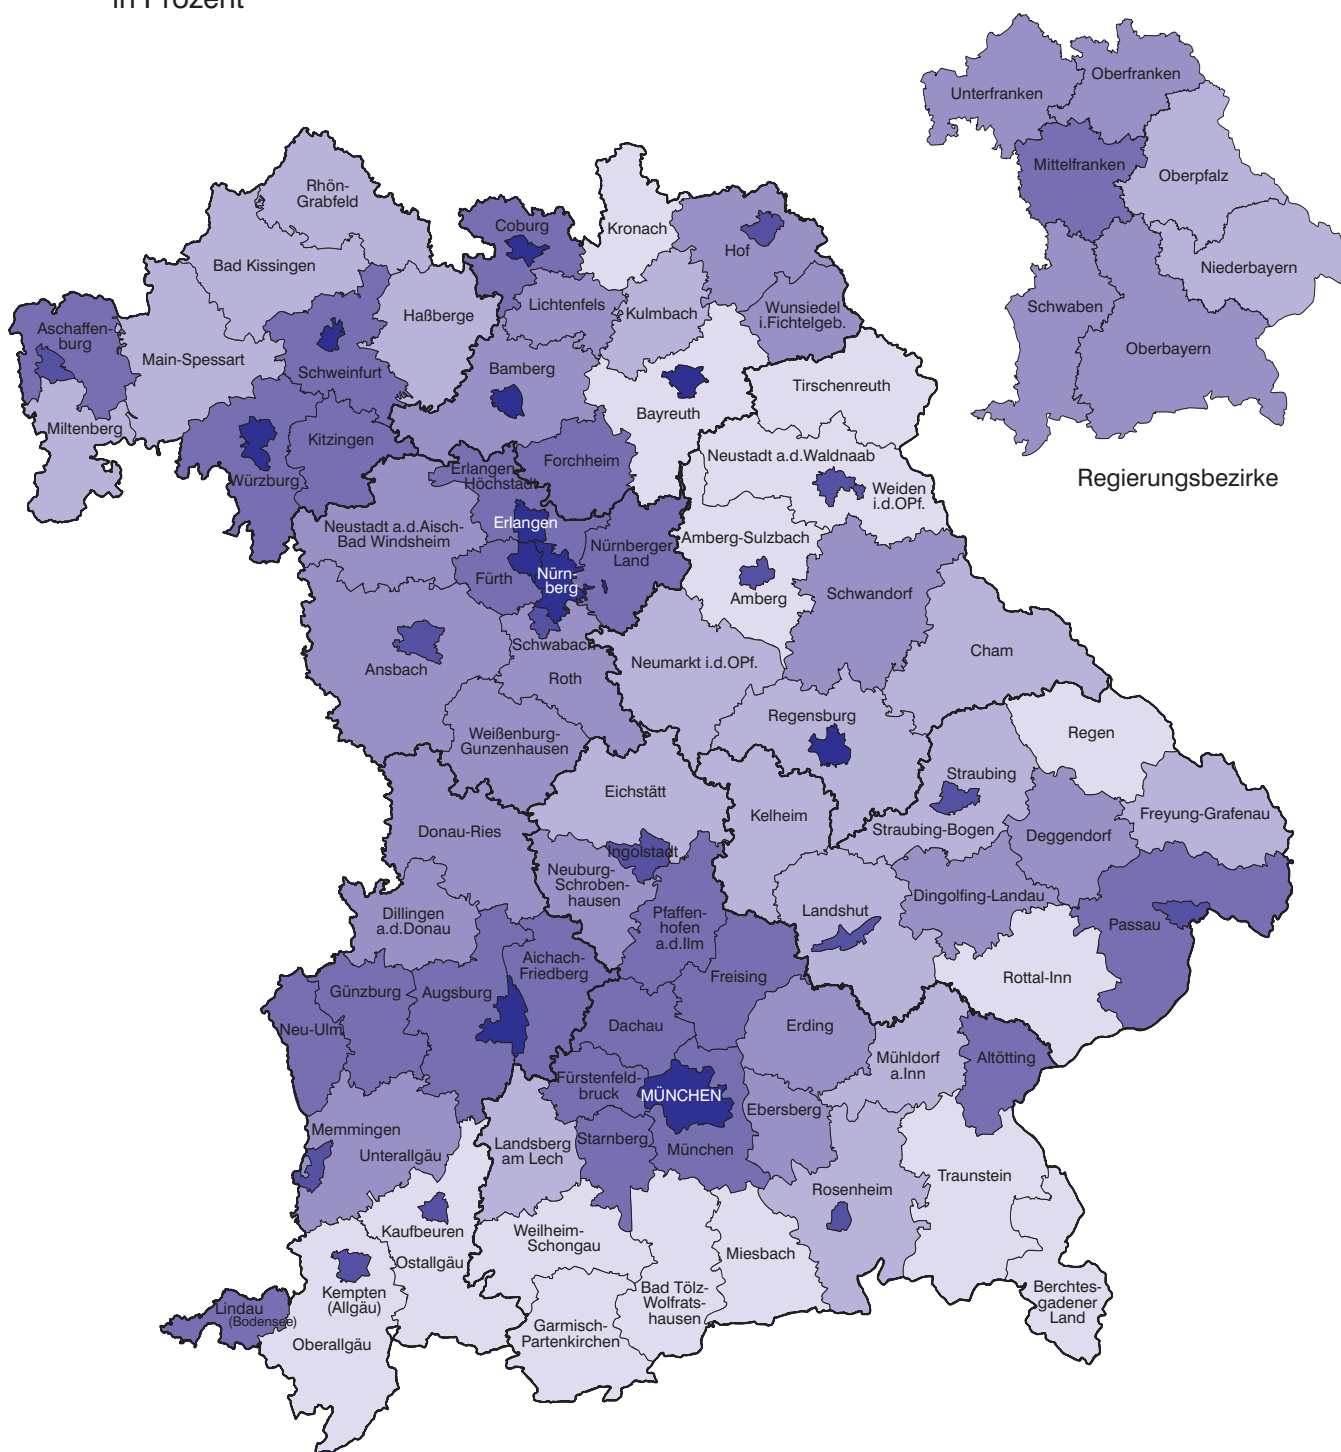 in Prozent
Oberfranken
Unterfranken
Mittelfranken
Oberpfalz
Niederbayern
Schwaben
Oberbayern
Regierungsbezirke
Rhön-
Grabfeld
Bad Kissingen
Coburg
Kronach
Hof
Lichtenfels
Kulmbach
Wunsiedel
i.Fichtelgeb.
Haßberge
Aschaffen-
burg
Main-Spessart
Schweinfurt
Bamberg
Bayreuth
Tirschenreuth
Miltenberg
Kitzingen
Würzburg
Forchheim
Erlangen-
Höchstadt
Neustadt a.d.Waldnaab
Weiden
i.d.OPf.
Neustadt a.d.Aisch-
Bad Windsheim
Erlangen
Nürnberger
Land
Amberg-Sulzbach
Fürth
Nürn-
berg
Amberg
Schwandorf
Ansbach
Schwabach
Roth
Neumarkt i.d.OPf.
Cham
Weißenburg-
Gunzenhausen
Regensburg
Regen
Eichstätt
Straubing
Kelheim
Freyung-Grafenau
Donau-Ries
Straubing-Bogen
Deggendorf
Ingolstadt
Neuburg-
Schroben-
hausen
Dingolfing-Landau
Dillingen
a.d.Donau
Pfaffen-
hofen
a.d.Ilm
Landshut
Passau
Aichach-
Friedberg
Freising
Rottal-Inn
Günzburg
Augsburg
Neu-Ulm
Dachau
Erding
Mühldorf
a.Inn
Altötting
Fürstenfeld-
bruck
MÜNCHEN
Ebersberg
Memmingen
Unterallgäu
Landsberg
am Lech
Starnberg
München
Rosenheim
Traunstein
Kaufbeuren
Weilheim-
Schongau
Miesbach
Ostallgäu
Kempten
(Allgäu)
Bad Tölz-
Wolfrats-
hausen
Berchtes-
gadener
Land
Lindau
(Bodensee)
Oberallgäu
Garmisch-
Partenkirchen